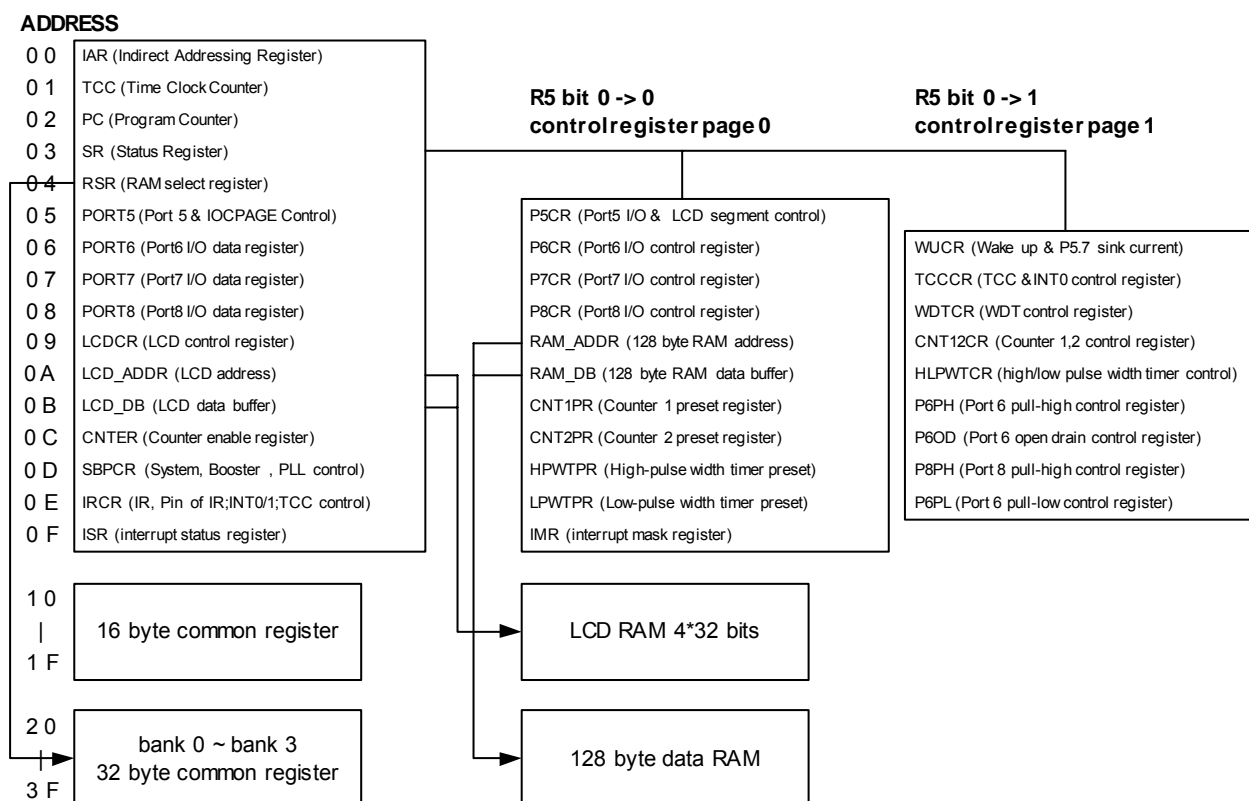 ADDRESS
0 0 IAR (Indirect Addressing Register)
0 1 TCC (Time Clock Counter)
0 2 PC (Program Counter)
0 3 SR (Status Register)
0 4 RSR (RAM select register)
0 5 PORT5 (Port 5 & IOCPAGE Control)
0 6 PORT6 (Port6 I/O data register)
0 7 PORT7 (Port7 I/O data register)
0 8 PORT8 (Port8 I/O data register)
0 9 LCDCR (LCD control register)
0 A LCD_ADDR (LCD address)
0 B LCD_DB (LCD data buffer)
0 C CNTER (Counter enable register)
0 D SBPCR (System, Booster , PLL control)
0 E IRCR (IR, Pin of IR;INT0/1;TCC control)
0 F ISR (interrupt status register)
1 0
|
1 F
16 byte common register
2 0
|
3 F
bank 0 ~ bank 3
32 byte common register
R5 bit 0 -> 0
control register page 0
P5CR (Port5 I/O & LCD segment control)
P6CR (Port6 I/O control register)
P7CR (Port7 I/O control register)
P8CR (Port8 I/O control register)
RAM_ADDR (128 byte RAM address)
RAM_DB (128 byte RAM data buffer)
CNT1PR (Counter 1 preset register)
CNT2PR (Counter 2 preset register)
HPWTPR (High-pulse width timer preset)
LPWTPR (Low-pulse width timer preset)
IMR (interrupt mask register)
LCD RAM 4*32 bits
128 byte data RAM
R5 bit 0 -> 1
control register page 1
WUCR (Wake up & P5.7 sink current)
TCCCR (TCC & INT0 control register)
WDTCR (WDT control register)
CNT12CR (Counter 1,2 control register)
HLPWTCR (high/low pulse width timer control)
P6PH (Port 6 pull-high control register)
P6OD (Port 6 open drain control register)
P8PH (Port 8 pull-high control register)
P6PL (Port 6 pull-low control register)